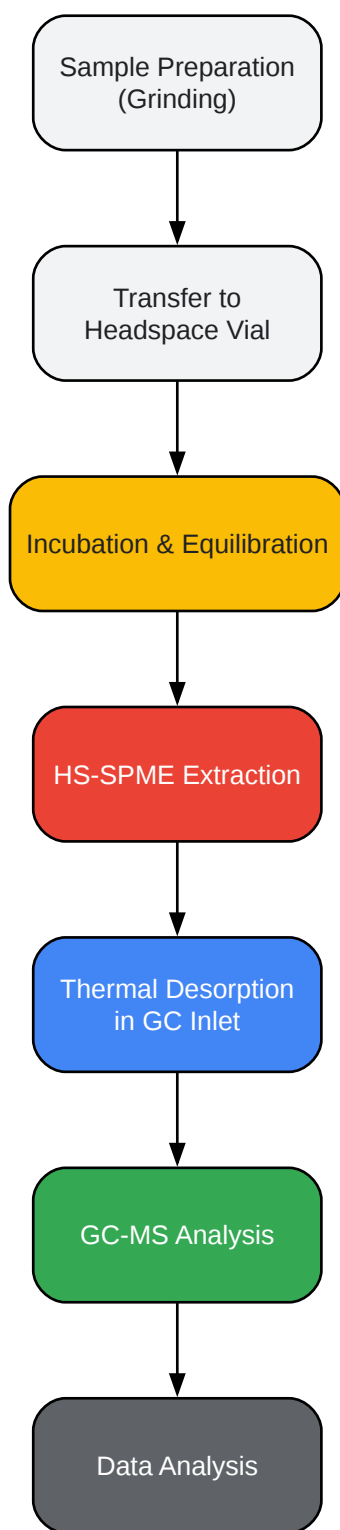 Sample Preparation
(Grinding)
Transfer to
Headspace Vial
Incubation & Equilibration
HS-SPME Extraction
Thermal Desorption
in GC Inlet
GC-MS Analysis
Data Analysis